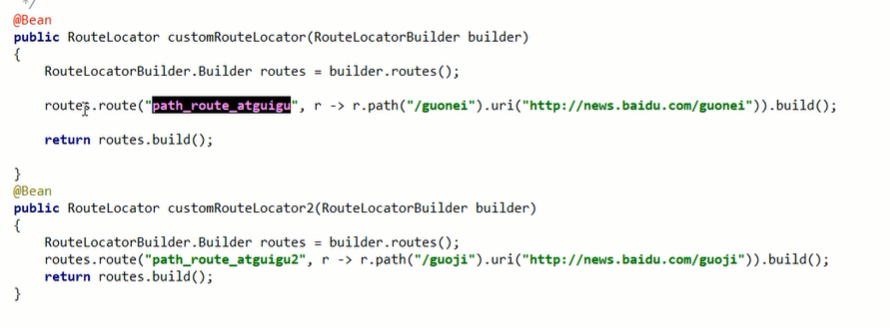 */
@Bean
public RouteLocator customRouteLocator(RouteLocatorBuilder builder)
{
    RouteLocatorBuilder.Builder routes = builder.routes();
    routes.route("path_route_atguigu", r -> r.path("/guonei").uri("http://news.baidu.com/guonei")).build();
    return routes.build();
}
@Bean
public RouteLocator customRouteLocator2(RouteLocatorBuilder builder)
{
    RouteLocatorBuilder.Builder routes = builder.routes();
    routes.route("path_route_atguigu2", r -> r.path("/guoji").uri("http://news.baidu.com/guoji")).build();
    return routes.build();
}